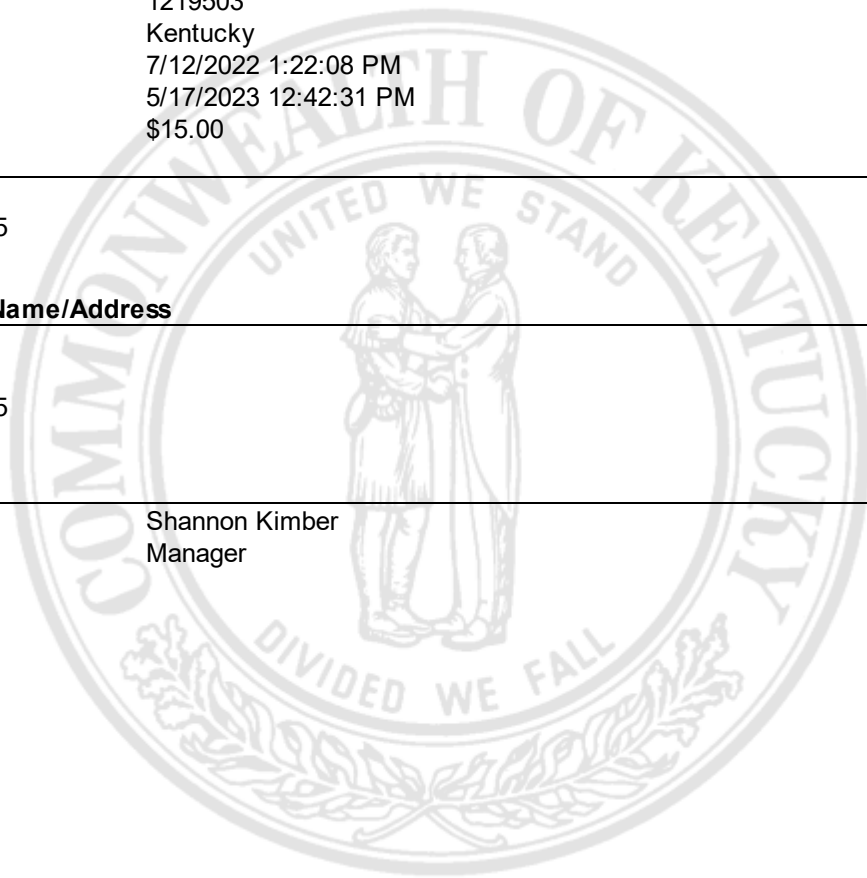 1219503
Kentucky
7/12/2022 1:22:08 PM
5/17/2023 12:42:31 PM
$15.00
5
Name/Address
5
Shannon Kimber
Manager
COMMONWEALTH OF KENTUCKY
UNITED WE STAND
DIVIDED WE FALL